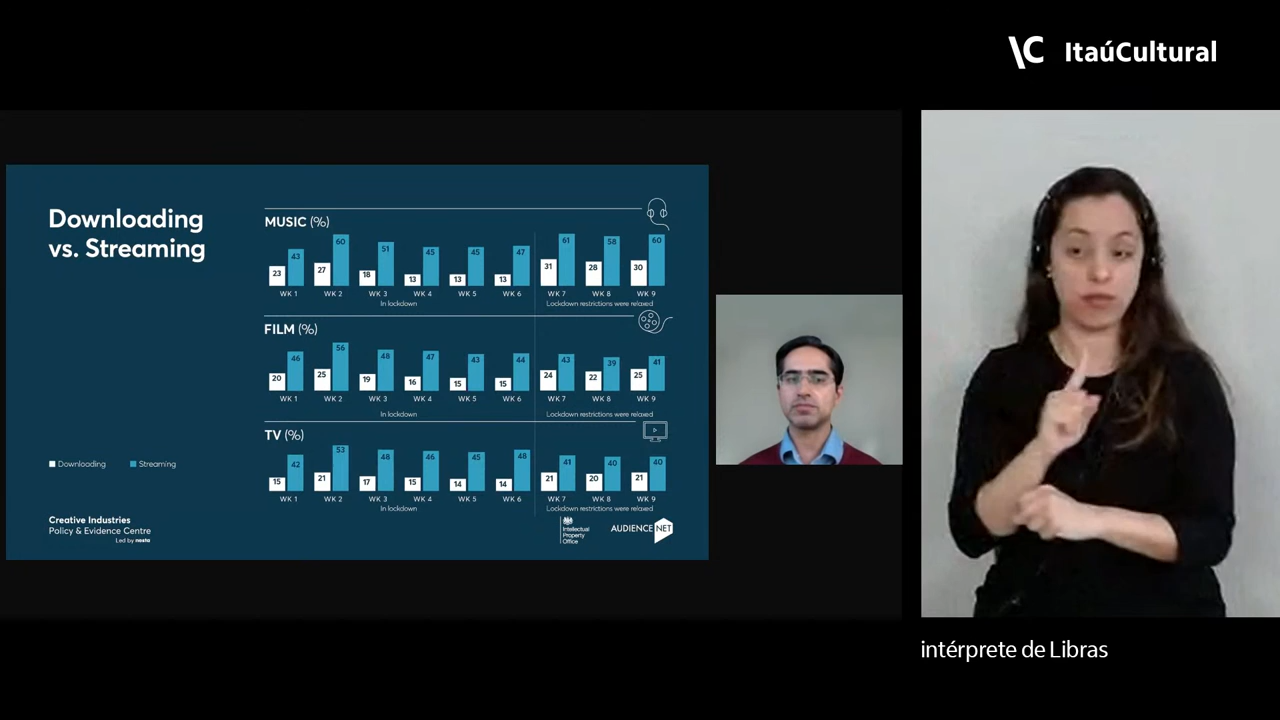 \C ItaúCultural
Downloading
vs. Streaming
MUSIC (%)
23 43 27 60 18 51 13 45 13 45 13 47 31 61 28 58 30 60
WK 1 WK 2 WK 3 WK 4 WK 5 WK 6 WK 7 WK 8 WK 9
In lockdown Lockdown restrictions were relaxed
FILM (%)
20 46 25 56 19 48 16 47 15 43 15 44 24 43 22 39 25 41
WK 1 WK 2 WK 3 WK 4 WK 5 WK 6 WK 7 WK 8 WK 9
In lockdown Lockdown restrictions were relaxed
TV (%)
15 42 21 53 17 48 15 46 14 45 14 48 21 41 20 40 21 40
WK 1 WK 2 WK 3 WK 4 WK 5 WK 6 WK 7 WK 8 WK 9
In lockdown Lockdown restrictions were relaxed
Downloading Streaming
Creative Industries
Policy & Evidence Centre
Led by nesta
Intellectual
Property
Office
AUDIENCENET
intérprete de Libras